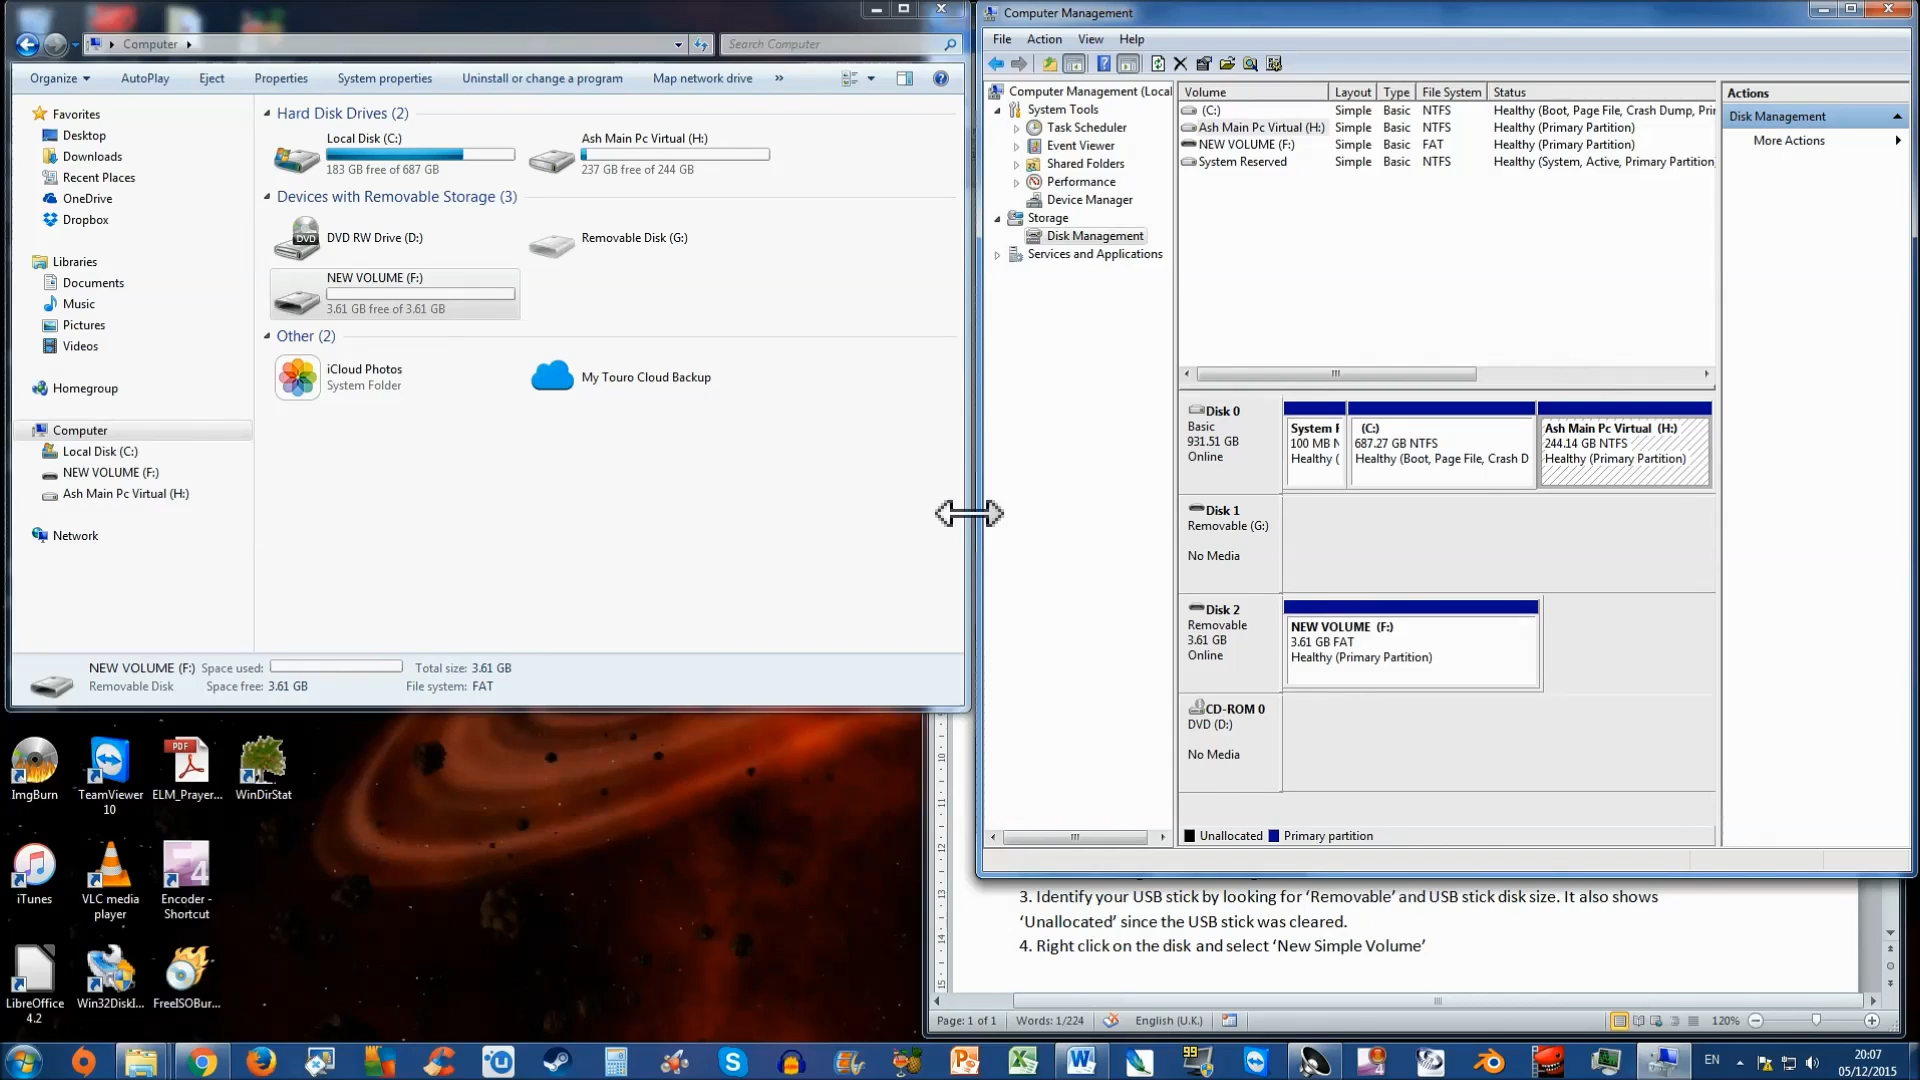 Computer
Search Computer
Organize
AutoPlay
Eject
Properties
System properties
Uninstall or change a program
Map network drive
»
Favorites
Desktop
Downloads
Recent Places
OneDrive
Dropbox
Libraries
Documents
Music
Pictures
Videos
Homegroup
Computer
Local Disk (C:)
NEW VOLUME (F:)
Ash Main Pc Virtual (H:)
Network
Hard Disk Drives (2)
Local Disk (C:)
183 GB free of 687 GB
Ash Main Pc Virtual (H:)
237 GB free of 244 GB
Devices with Removable Storage (3)
DVD
DVD RW Drive (D:)
Removable Disk (G:)
NEW VOLUME (F:)
3.61 GB free of 3.61 GB
Other (2)
iCloud Photos
System Folder
My Touro Cloud Backup
NEW VOLUME (F:) Space used: Total size: 3.61 GB
Removable Disk Space free: 3.61 GB File system: FAT
Computer Management
File Action View Help
Computer Management (Local
System Tools
Task Scheduler
Event Viewer
Shared Folders
Performance
Device Manager
Storage
Disk Management
Services and Applications
Volume Layout Type File System Status
(C:) Simple Basic NTFS Healthy (Boot, Page File, Crash Dump, Pri
Ash Main Pc Virtual (H:) Simple Basic NTFS Healthy (Primary Partition)
NEW VOLUME (F:) Simple Basic FAT Healthy (Primary Partition)
System Reserved Simple Basic NTFS Healthy (System, Active, Primary Partition
Actions
Disk Management
More Actions
Disk 0
Basic
931.51 GB
Online
System F
100 MB N
Healthy (
(C:)
687.27 GB NTFS
Healthy (Boot, Page File, Crash D
Ash Main Pc Virtual (H:)
244.14 GB NTFS
Healthy (Primary Partition)
Disk 1
Removable (G:)
No Media
Disk 2
Removable
3.61 GB
Online
NEW VOLUME (F:)
3.61 GB FAT
Healthy (Primary Partition)
CD-ROM 0
DVD (D:)
No Media
Unallocated Primary partition
3. Identify your USB stick by looking for ‘Removable’ and USB stick disk size. It also shows
‘Unallocated’ since the USB stick was cleared.
4. Right click on the disk and select ‘New Simple Volume’
Page: 1 of 1 Words: 1/224 English (U.K.) 120%
ImgBurn
TeamViewer
10
PDF
ELM_Prayer...
WinDirStat
iTunes
VLC media
player
4
Encoder -
Shortcut
LibreOffice
4.2
Win32DiskI...
FreeISOBur...
EN
20:07
05/12/2015